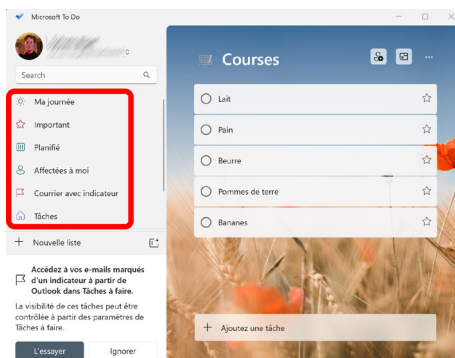 Microsoft To Do
Search
Ma journée
Important
Planifié
Affectées à moi
Courrier avec indicateur
Tâches
Nouvelle liste
Accédez à vos e-mails marqués
d'un indicateur à partir de
Outlook dans Tâches à faire.
La visibilité de ces tâches peut être
contrôlée à partir des paramètres de
Tâches à faire.
L'essayer
Ignorer
Courses
Lait
Pain
Beurre
Pommes de terre
Bananes
Ajoutez une tâche